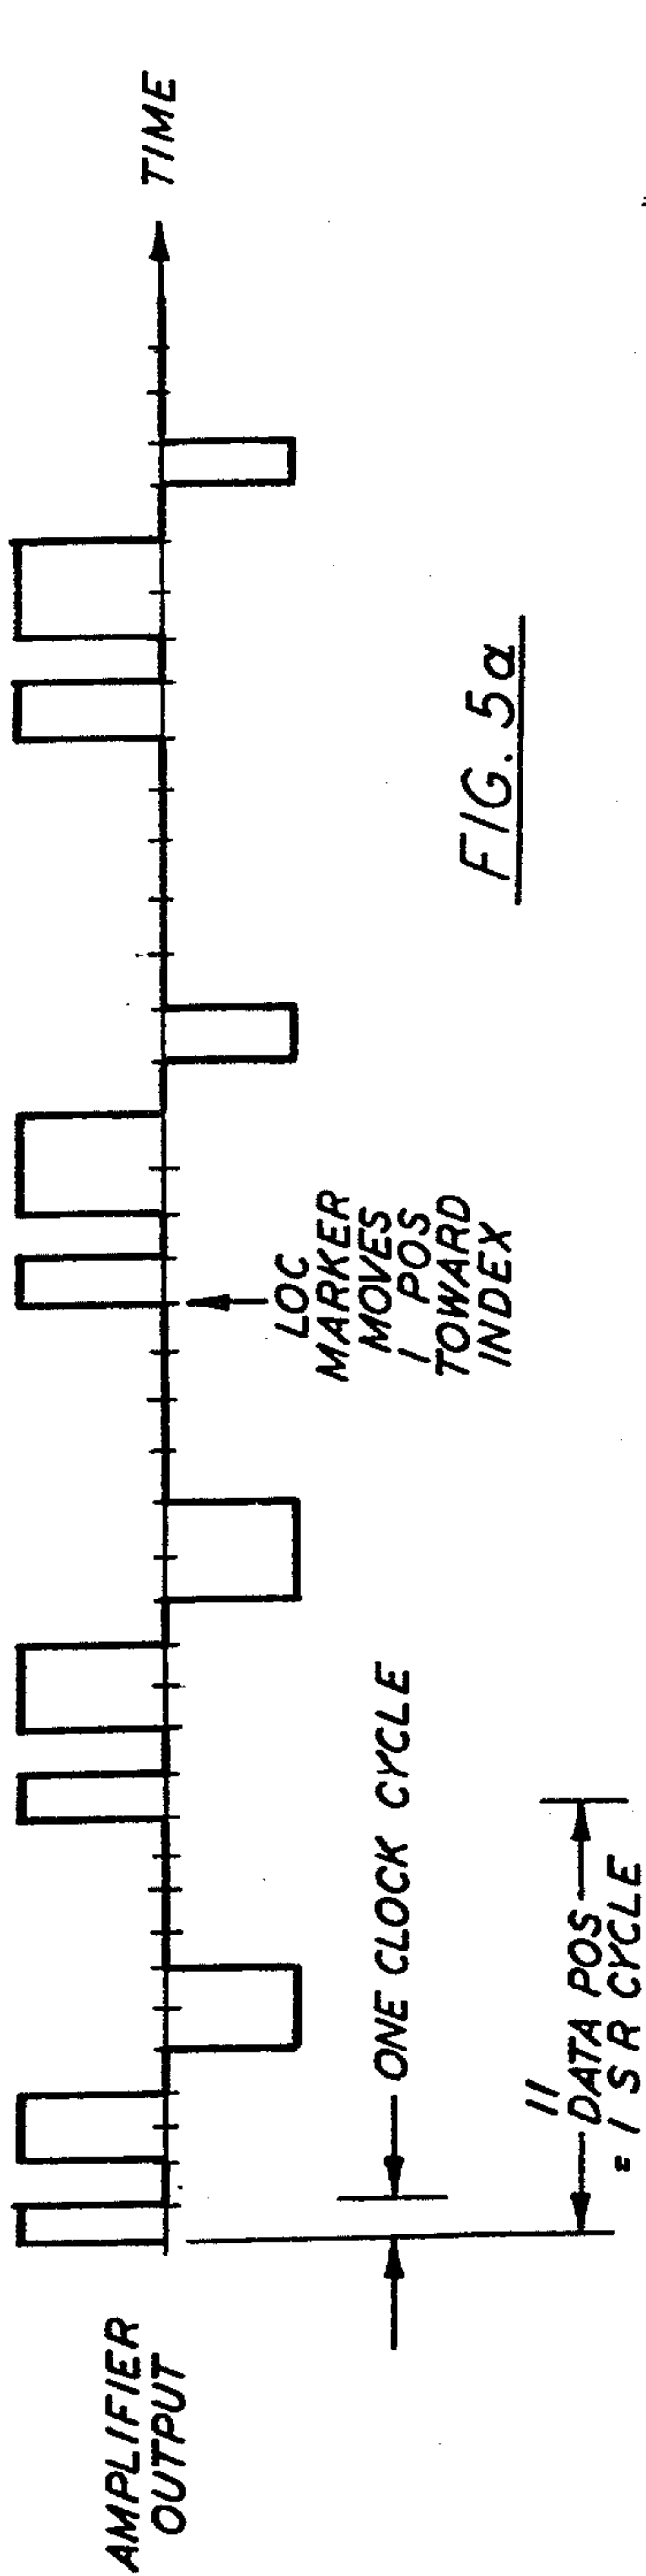 AMPLIFIER
OUTPUT
TIME
LOC
MARKER
MOVES
1 POS
TOWARD
INDEX
ONE CLOCK CYCLE
11
DATA POS
= 1 S R CYCLE
FIG. 5a